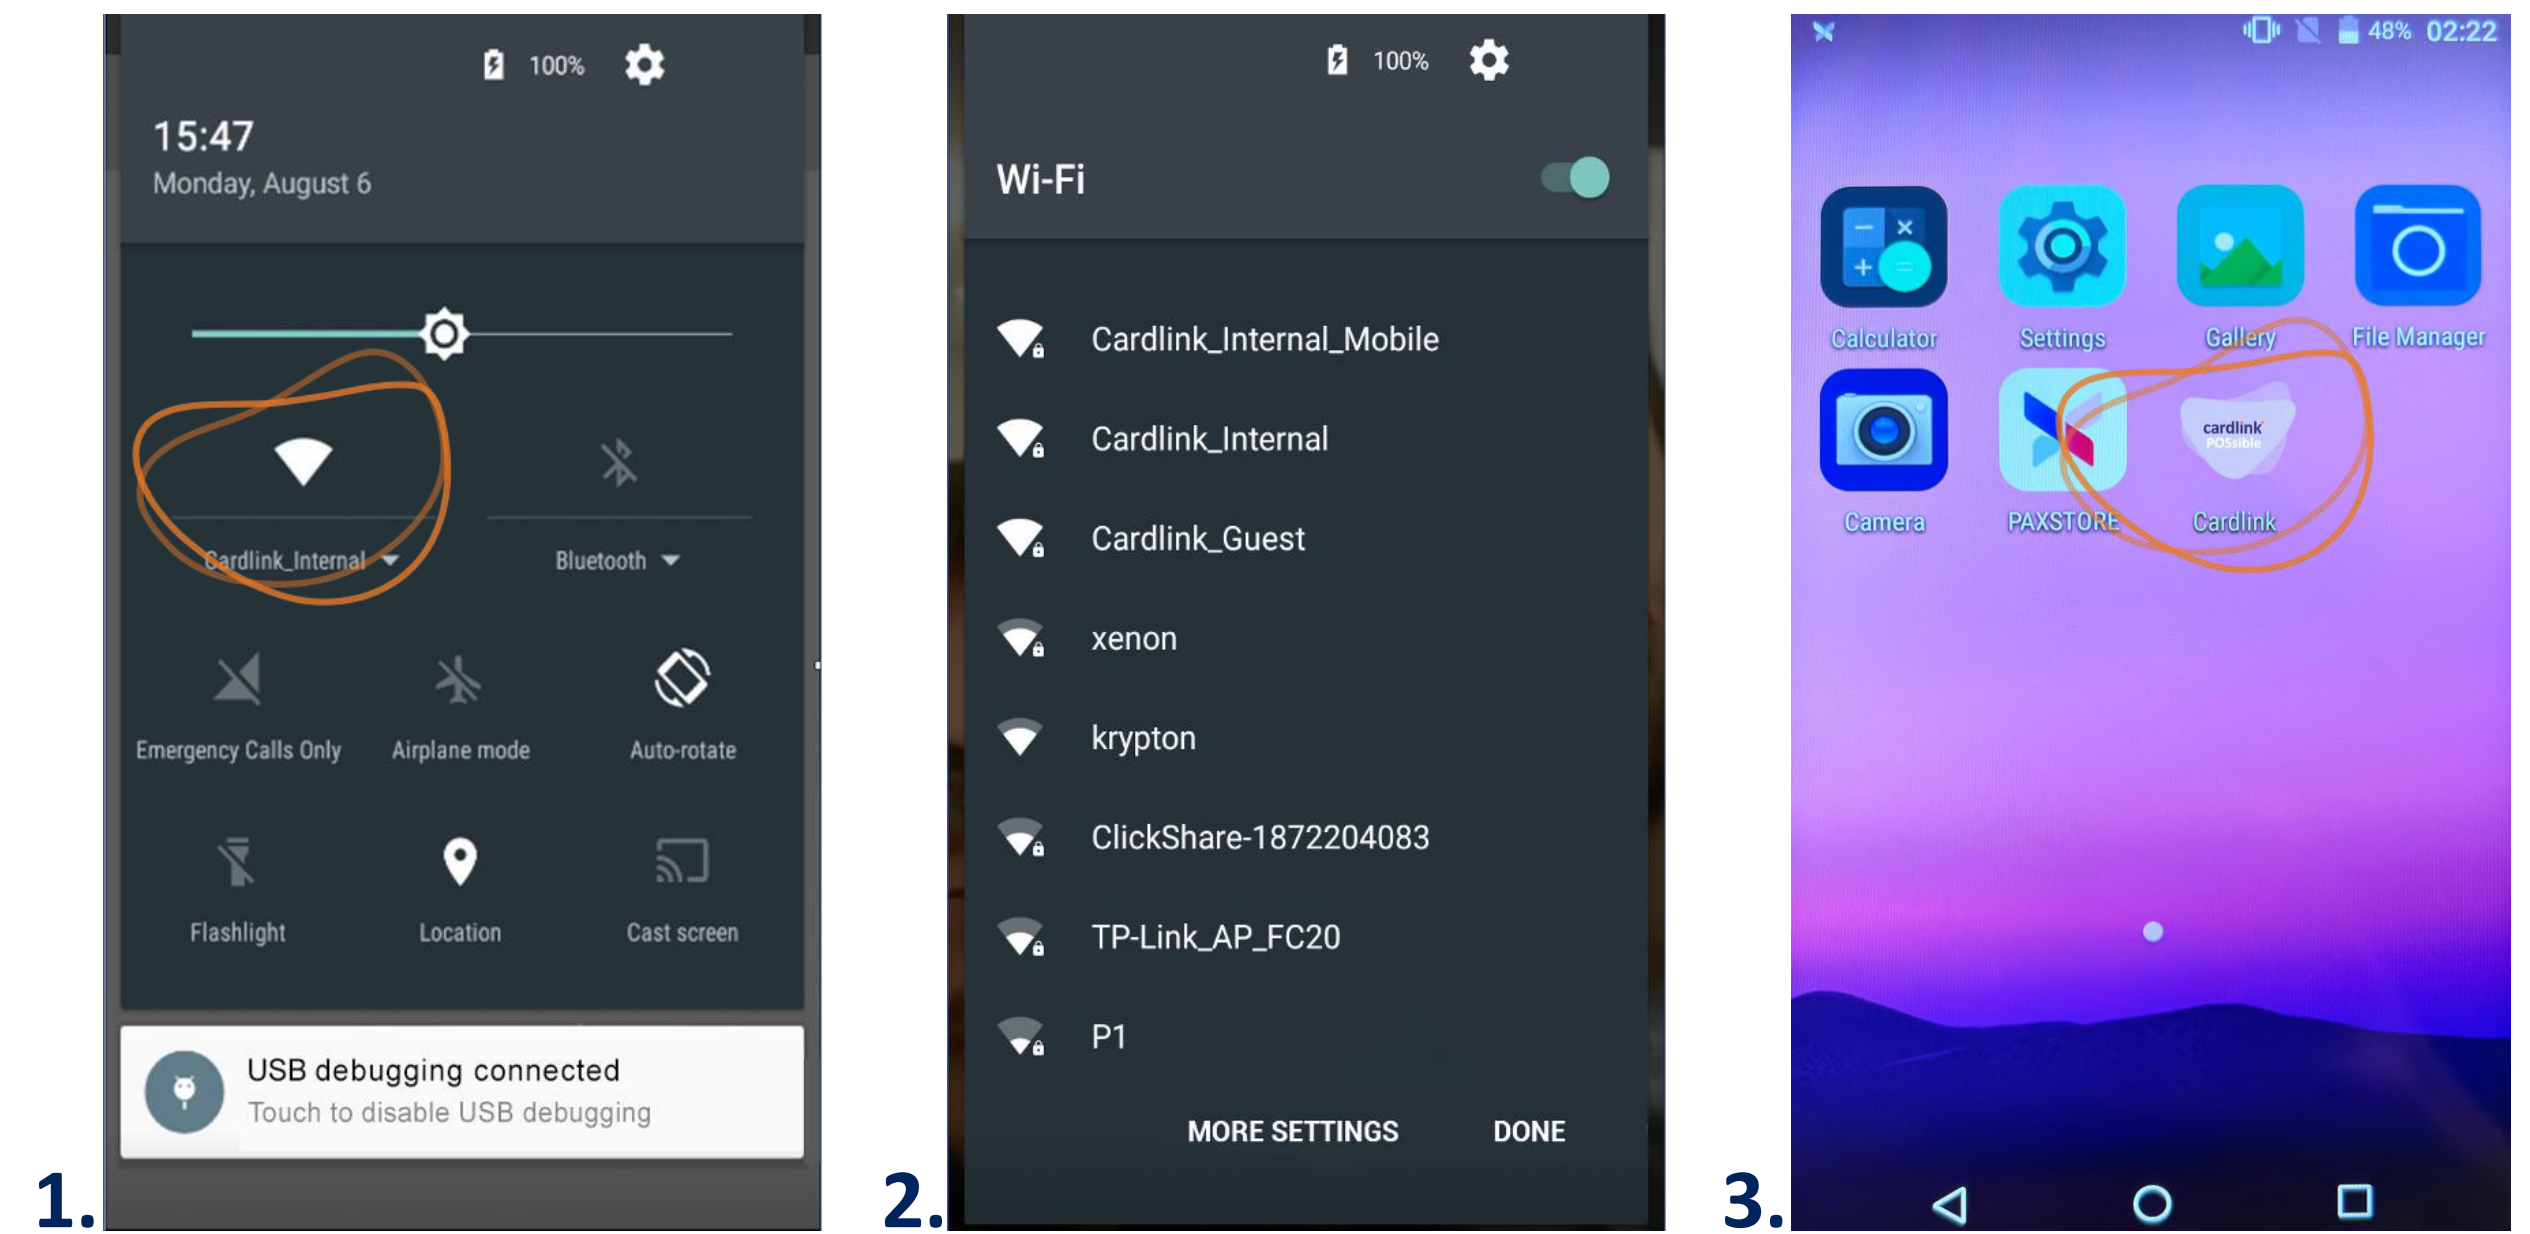 100%
15:47
Monday, August 6
Cardlink_Internal
Bluetooth
Emergency Calls Only
Airplane mode
Auto-rotate
Flashlight
Location
Cast screen
USB debugging connected
Touch to disable USB debugging
1.
100%
Wi-Fi
Cardlink_Internal_Mobile
Cardlink_Internal
Cardlink_Guest
xenon
krypton
ClickShare-1872204083
TP-Link_AP_FC20
P1
MORE SETTINGS DONE
2.
48% 02:22
Calculator Settings Gallery File Manager
cardlink
POSsible
Camera PAXSTORE Cardlink
3.